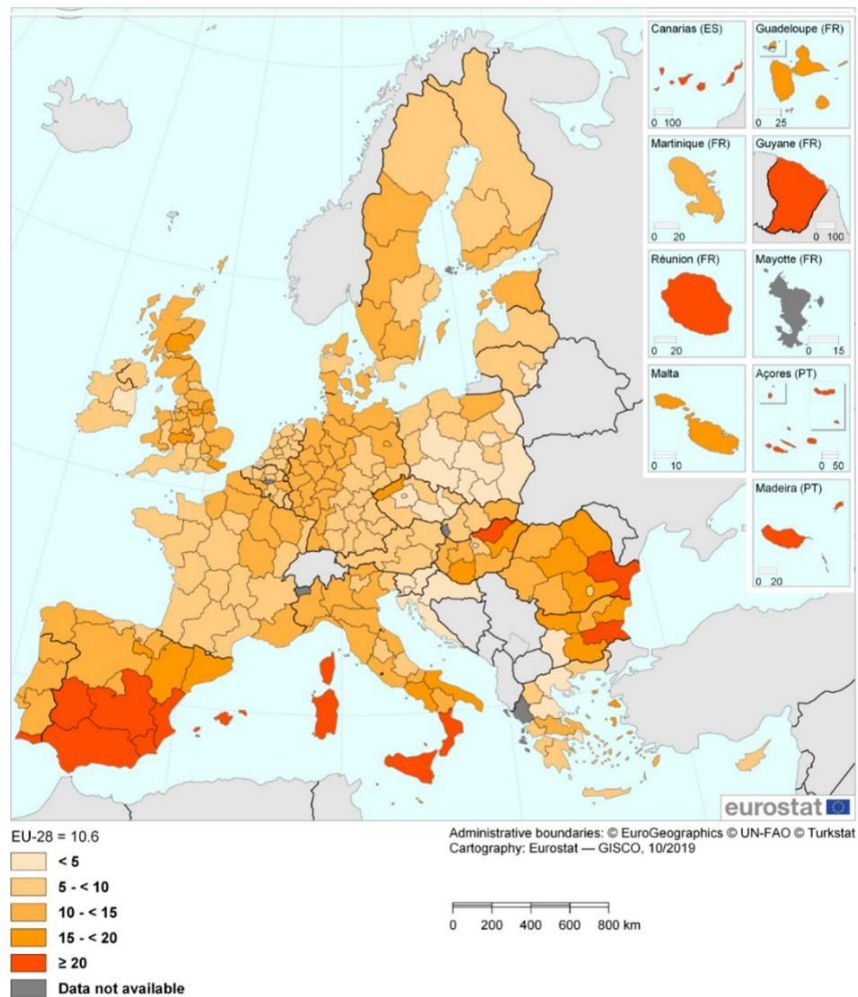 Canarias (ES)
0 100
Guadeloupe (FR)
0 25
Martinique (FR)
0 20
Guyane (FR)
0 100
Réunion (FR)
0 20
Mayotte (FR)
0 15
Malta
0 10
Açores (PT)
0 50
Madeira (PT)
0 20
eurostat
EU-28 = 10.6
< 5
5 - < 10
10 - < 15
15 - < 20
≥ 20
Data not available
Administrative boundaries: © EuroGeographics © UN-FAO © Turkstat
Cartography: Eurostat — GISCO, 10/2019
0 200 400 600 800 km